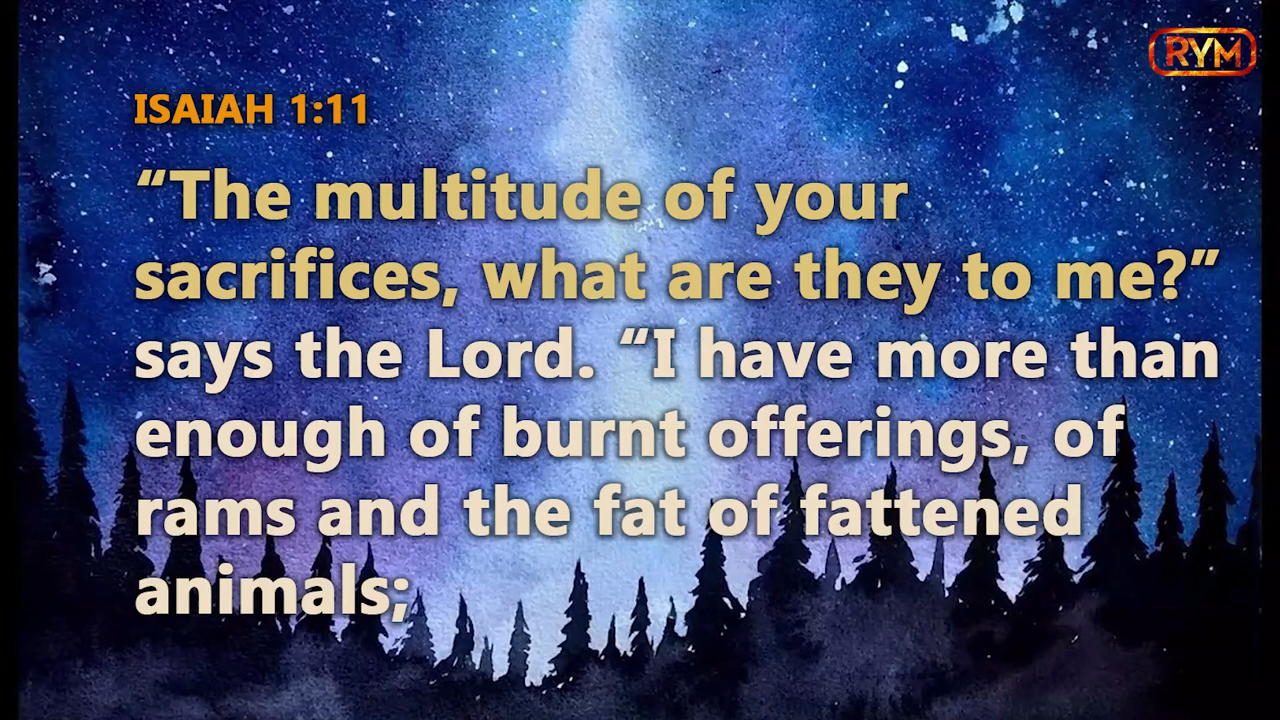 RYM
ISAIAH 1:11
“The multitude of your
sacrifices, what are they to me?”
says the Lord. “I have more than
enough of burnt offerings, of
rams and the fat of fattened
animals;